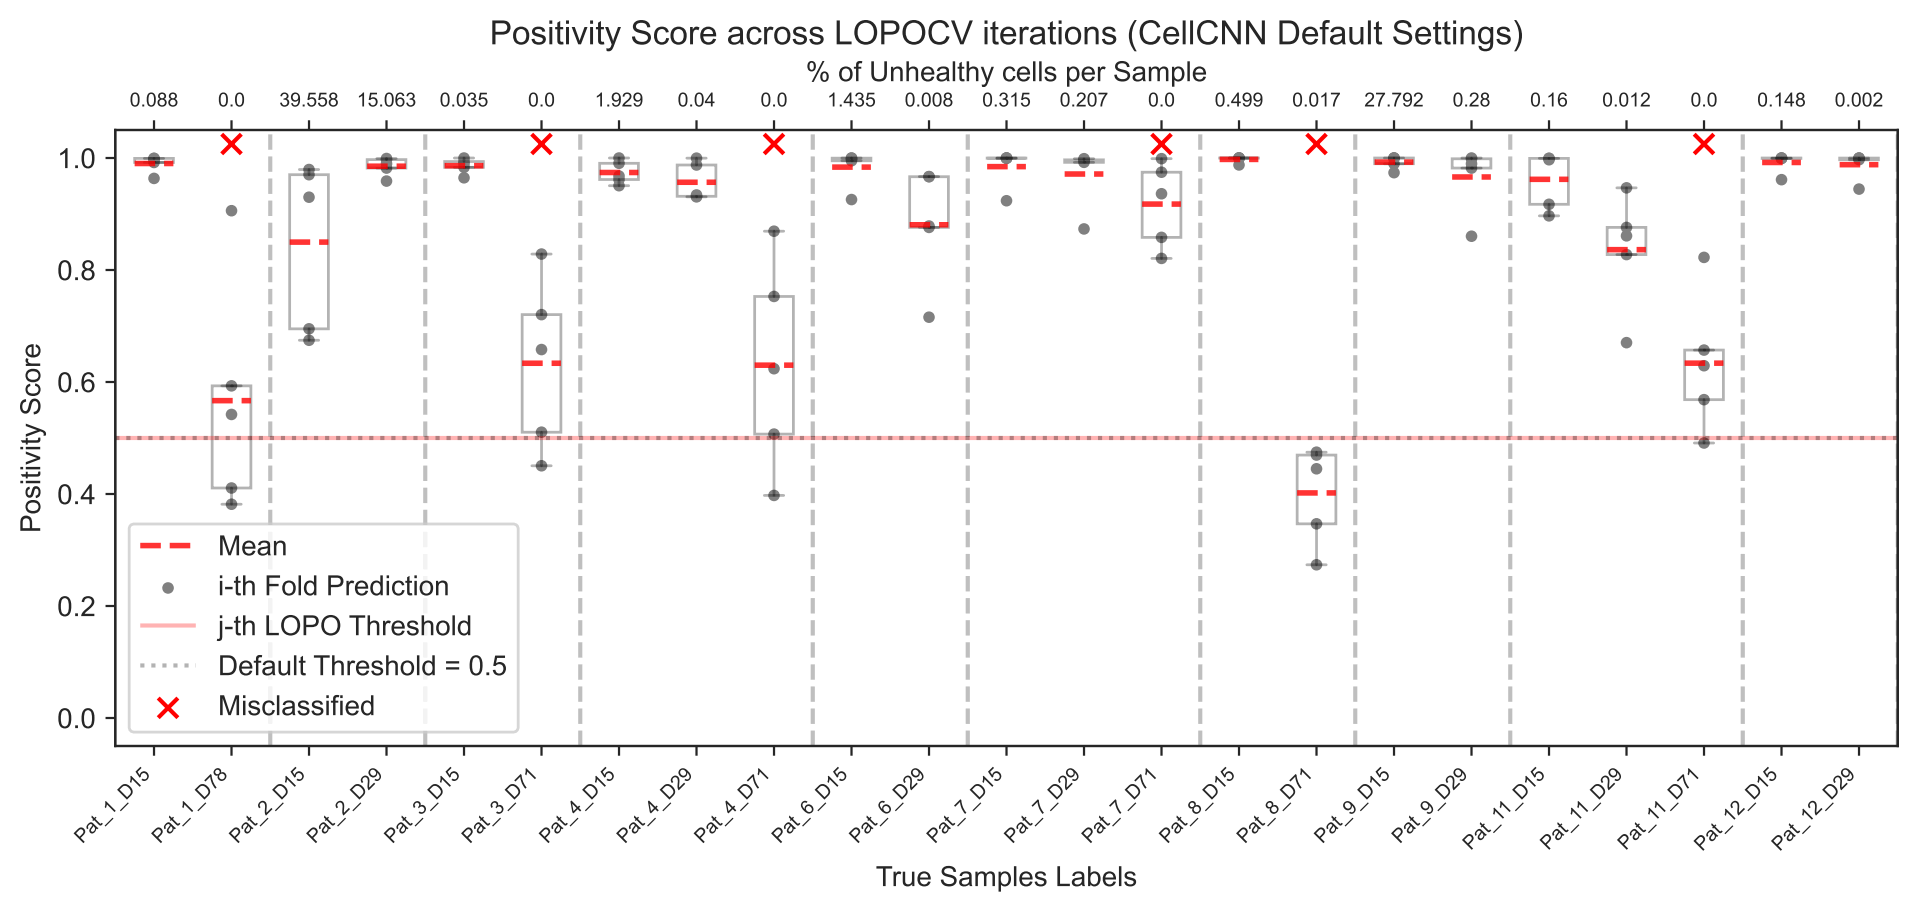 Positivity Score across LOPOCV iterations (CellCNN Default Settings)
% of Unhealthy cells per Sample
0.088 0.0 39.558 15.063 0.035 0.0 1.929 0.04 0.0 1.435 0.008 0.315 0.207 0.0 0.499 0.017 27.792 0.28 0.16 0.012 0.0 0.148 0.002
1.0
0.8
0.6
0.4
0.2
0.0
Positivity Score
Mean
i-th Fold Prediction
j-th LOPO Threshold
Default Threshold = 0.5
Misclassified
Pat_1_D15 Pat_1_D78 Pat_2_D15 Pat_2_D29 Pat_3_D15 Pat_3_D71 Pat_4_D15 Pat_4_D29 Pat_4_D71 Pat_6_D15 Pat_6_D29 Pat_7_D15 Pat_7_D29 Pat_7_D71 Pat_8_D15 Pat_8_D71 Pat_9_D15 Pat_9_D29 Pat_11_D15 Pat_11_D29 Pat_11_D71 Pat_12_D15 Pat_12_D29
True Samples Labels